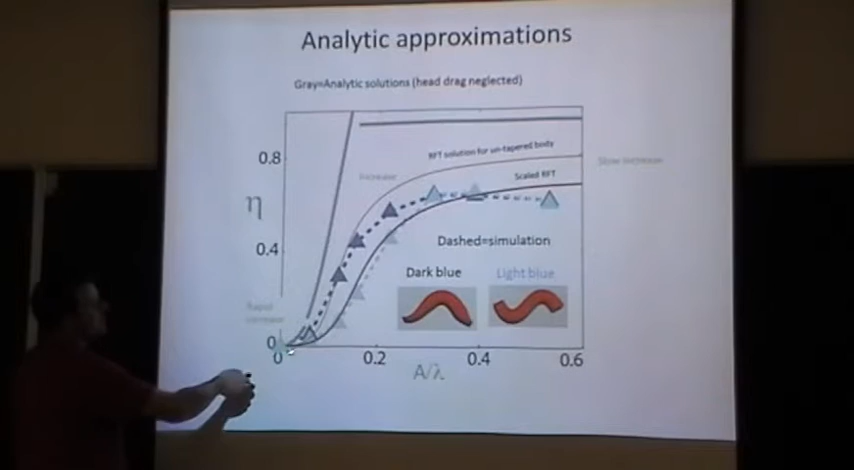 Analytic approximations
Gray=Analytic solutions (head drag neglected)
0.8
RFT solution for un-tapered body
Slow increase
Increase
Scaled RFT
η
Dashed=simulation
0.4
Dark blue
Light blue
Rapid
increase
0
0
0.2
0.4
0.6
A/λ